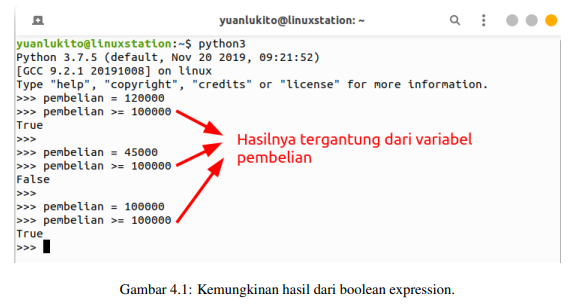 yuanlukito@linuxstation: ~
yuanlukito@linuxstation:~$ python3
Python 3.7.5 (default, Nov 20 2019, 09:21:52)
[GCC 9.2.1 20191008] on linux
Type "help", "copyright", "credits" or "license" for more information.
>>> pembelian = 120000
>>> pembelian >= 100000
True
>>>
>>> pembelian = 45000
>>> pembelian >= 100000
False
>>>
>>> pembelian = 100000
>>> pembelian >= 100000
True
>>>
Hasilnya tergantung dari variabel
pembelian
Gambar 4.1: Kemungkinan hasil dari boolean expression.